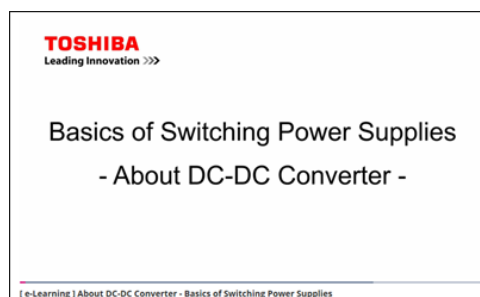 TOSHIBA
Leading Innovation >>>
Basics of Switching Power Supplies
- About DC-DC Converter -
[ e-Learning ] About DC-DC Converter - Basics of Switching Power Supplies